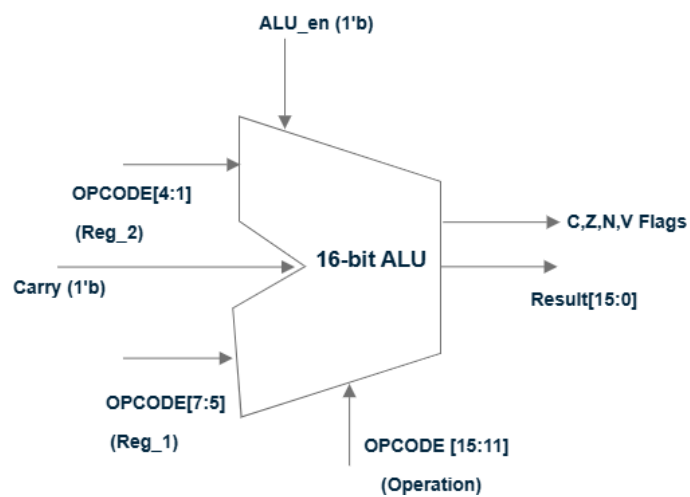 ALU_en (1'b)
OPCODE[4:1]
(Reg_2)
C,Z,N,V Flags
16-bit ALU
Carry (1'b)
Result[15:0]
OPCODE[7:5]
(Reg_1)
OPCODE [15:11]
(Operation)